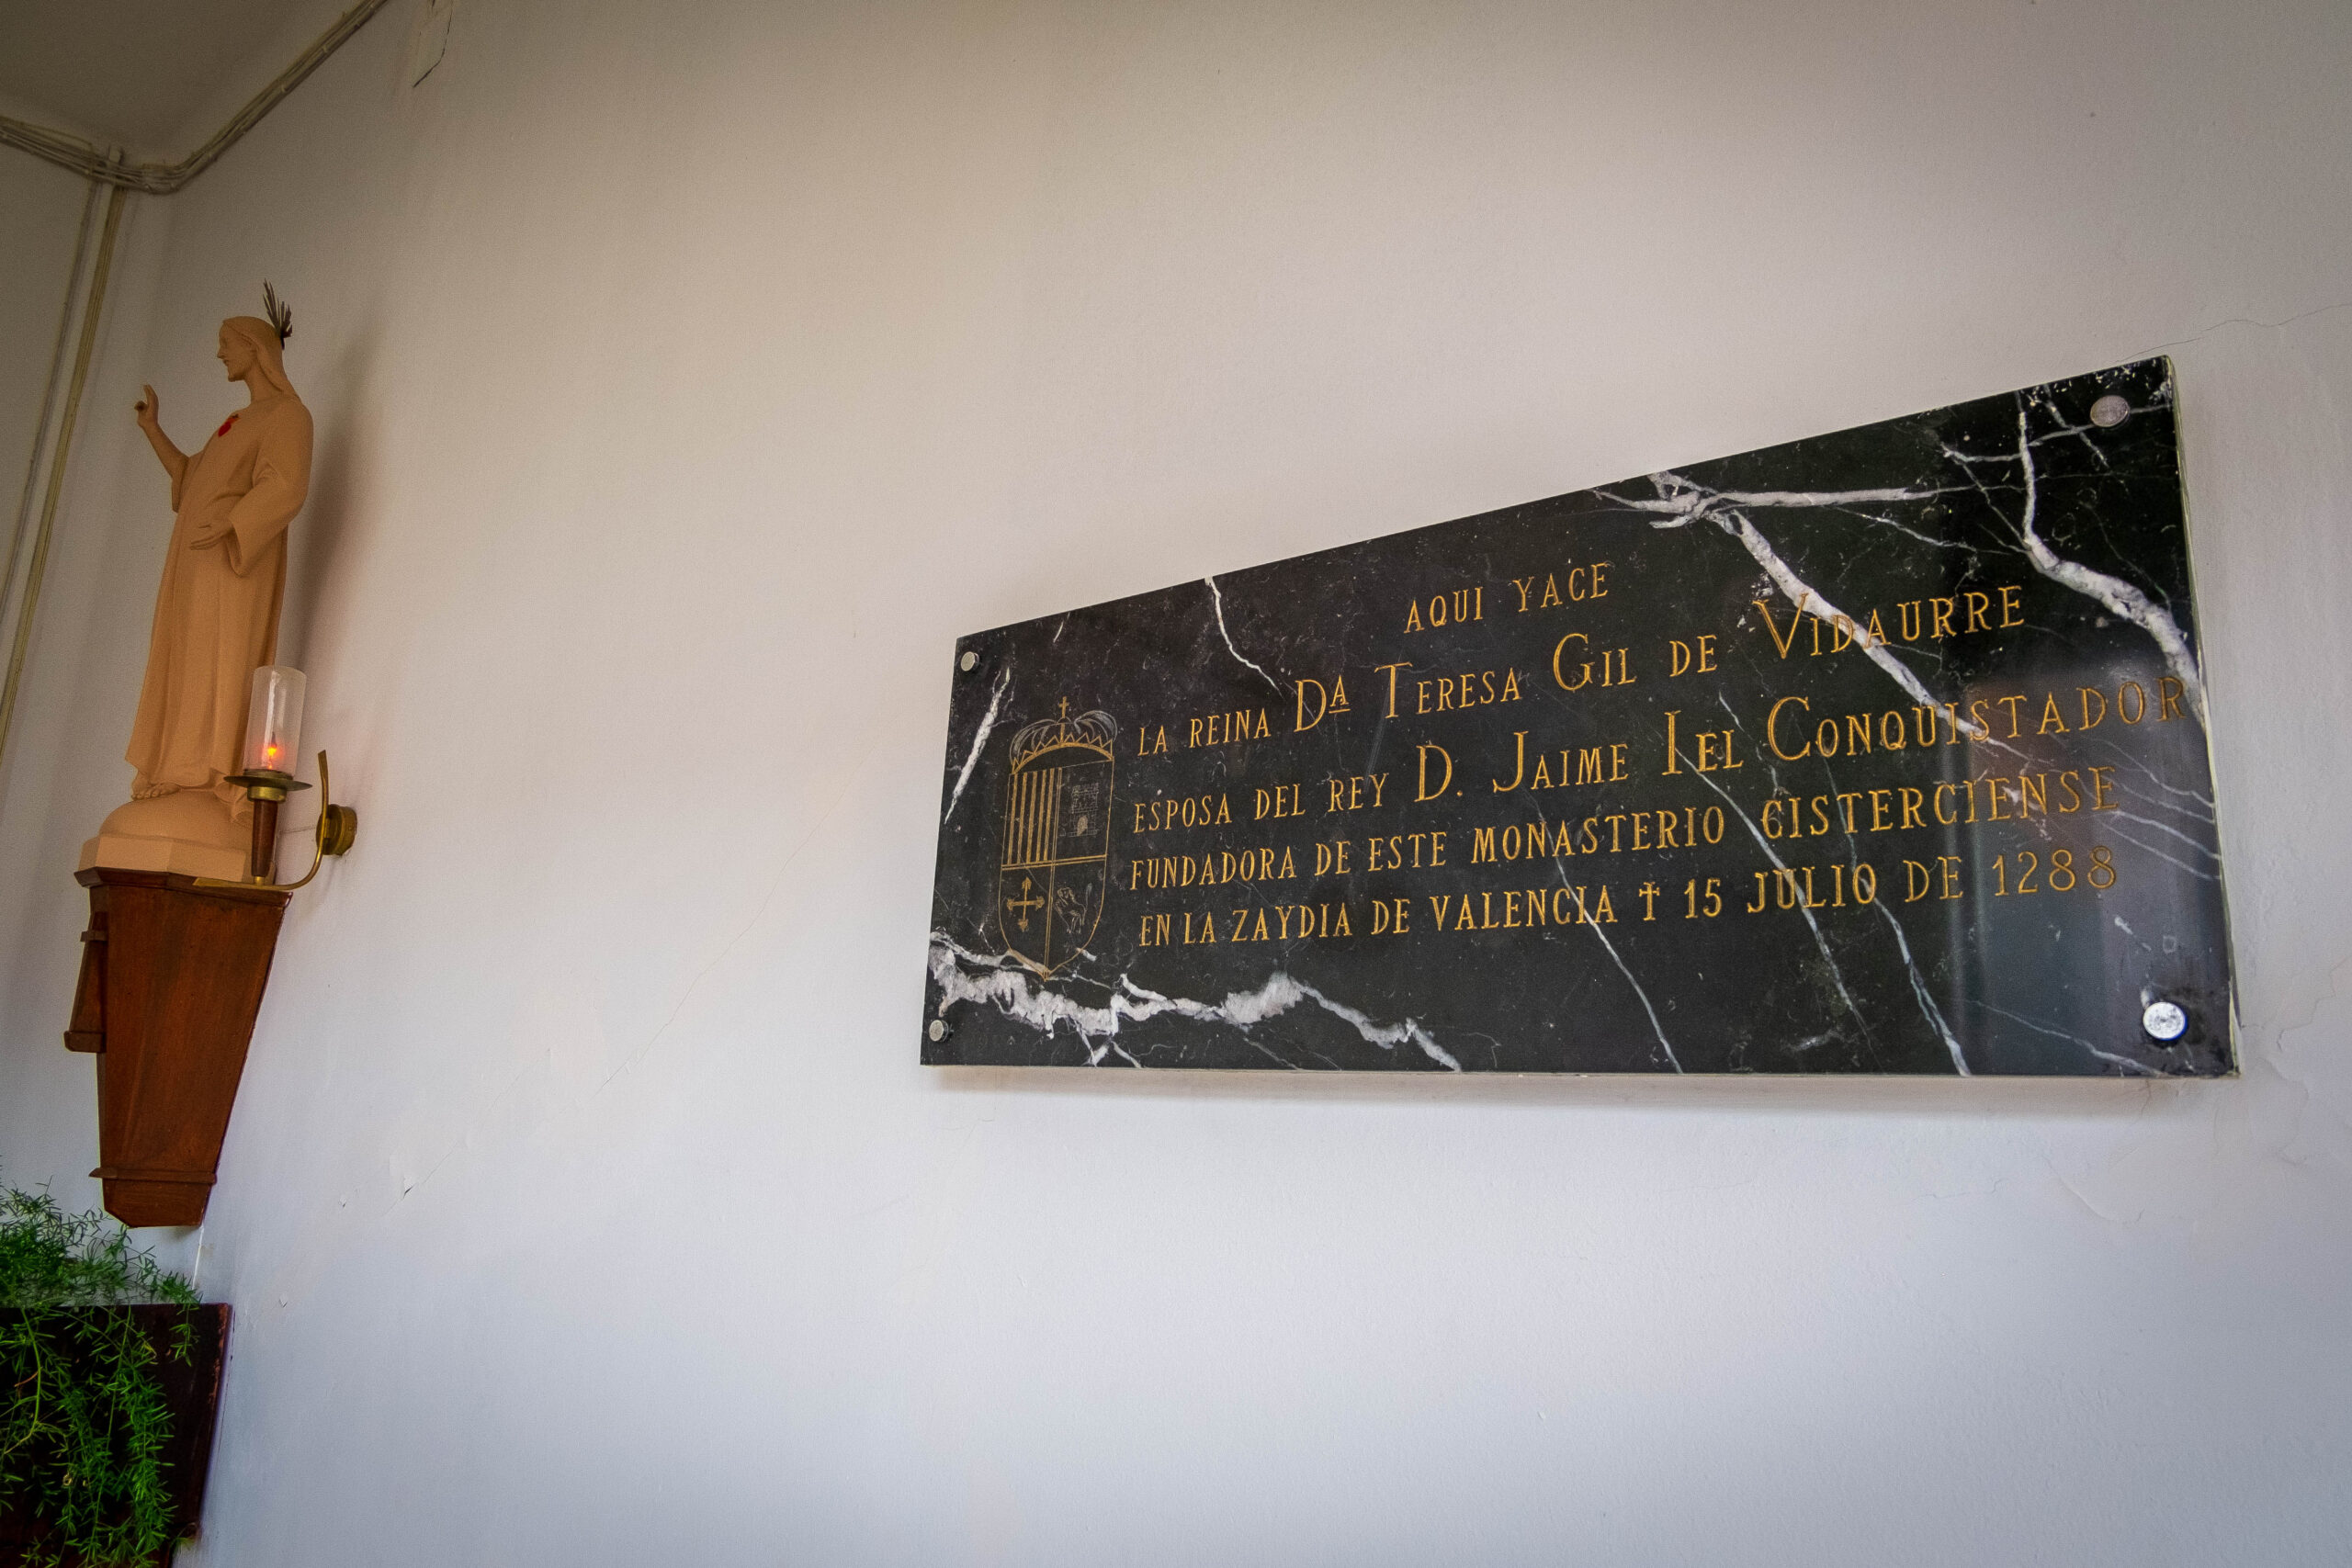 AQUI YACE
LA REINA Dª TERESA GIL DE VIDAURRE
ESPOSA DEL REY D. JAIME I EL CONQUISTADOR
FUNDADORA DE ESTE MONASTERIO CISTERCIENSE
EN LA ZAYDIA DE VALENCIA † 15 JULIO DE 1288